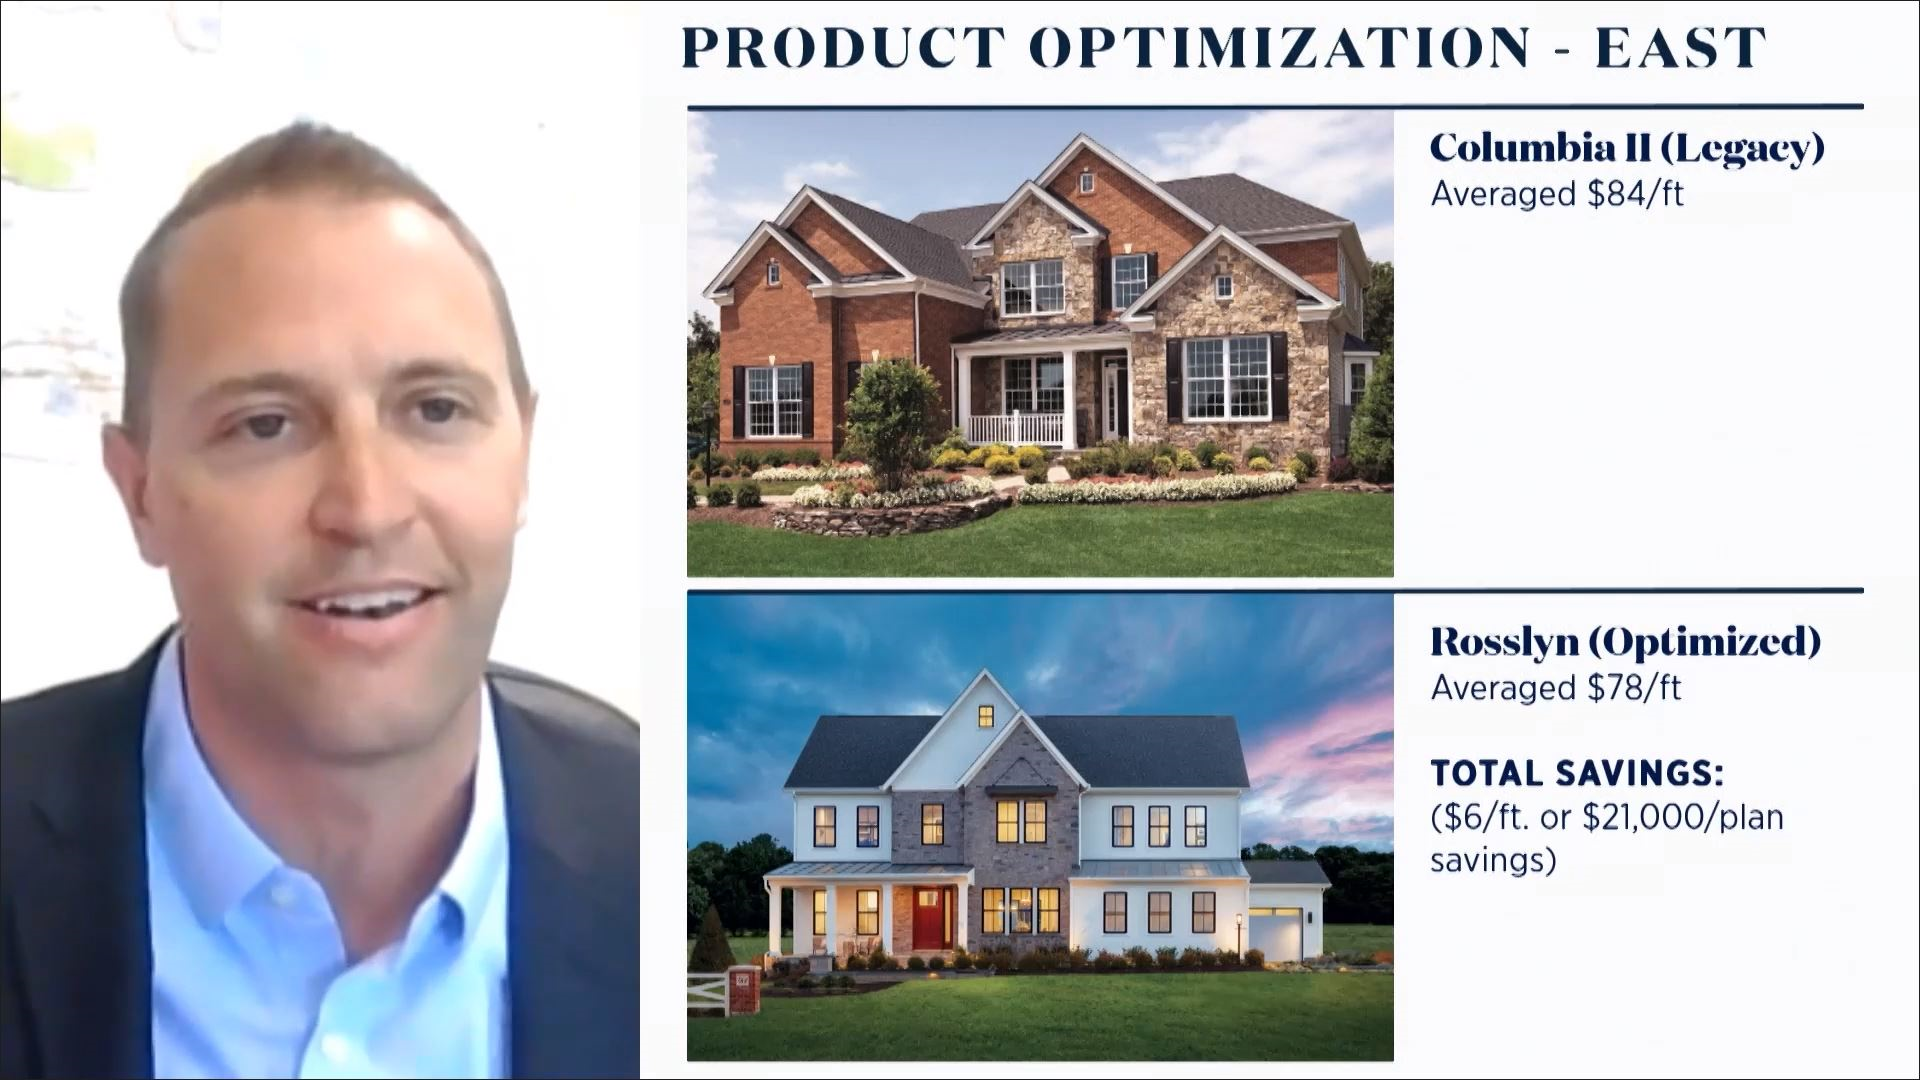 PRODUCT OPTIMIZATION - EAST
Columbia II (Legacy)
Averaged $84/ft
Rosslyn (Optimized)
Averaged $78/ft
TOTAL SAVINGS:
($6/ft. or $21,000/plan
savings)